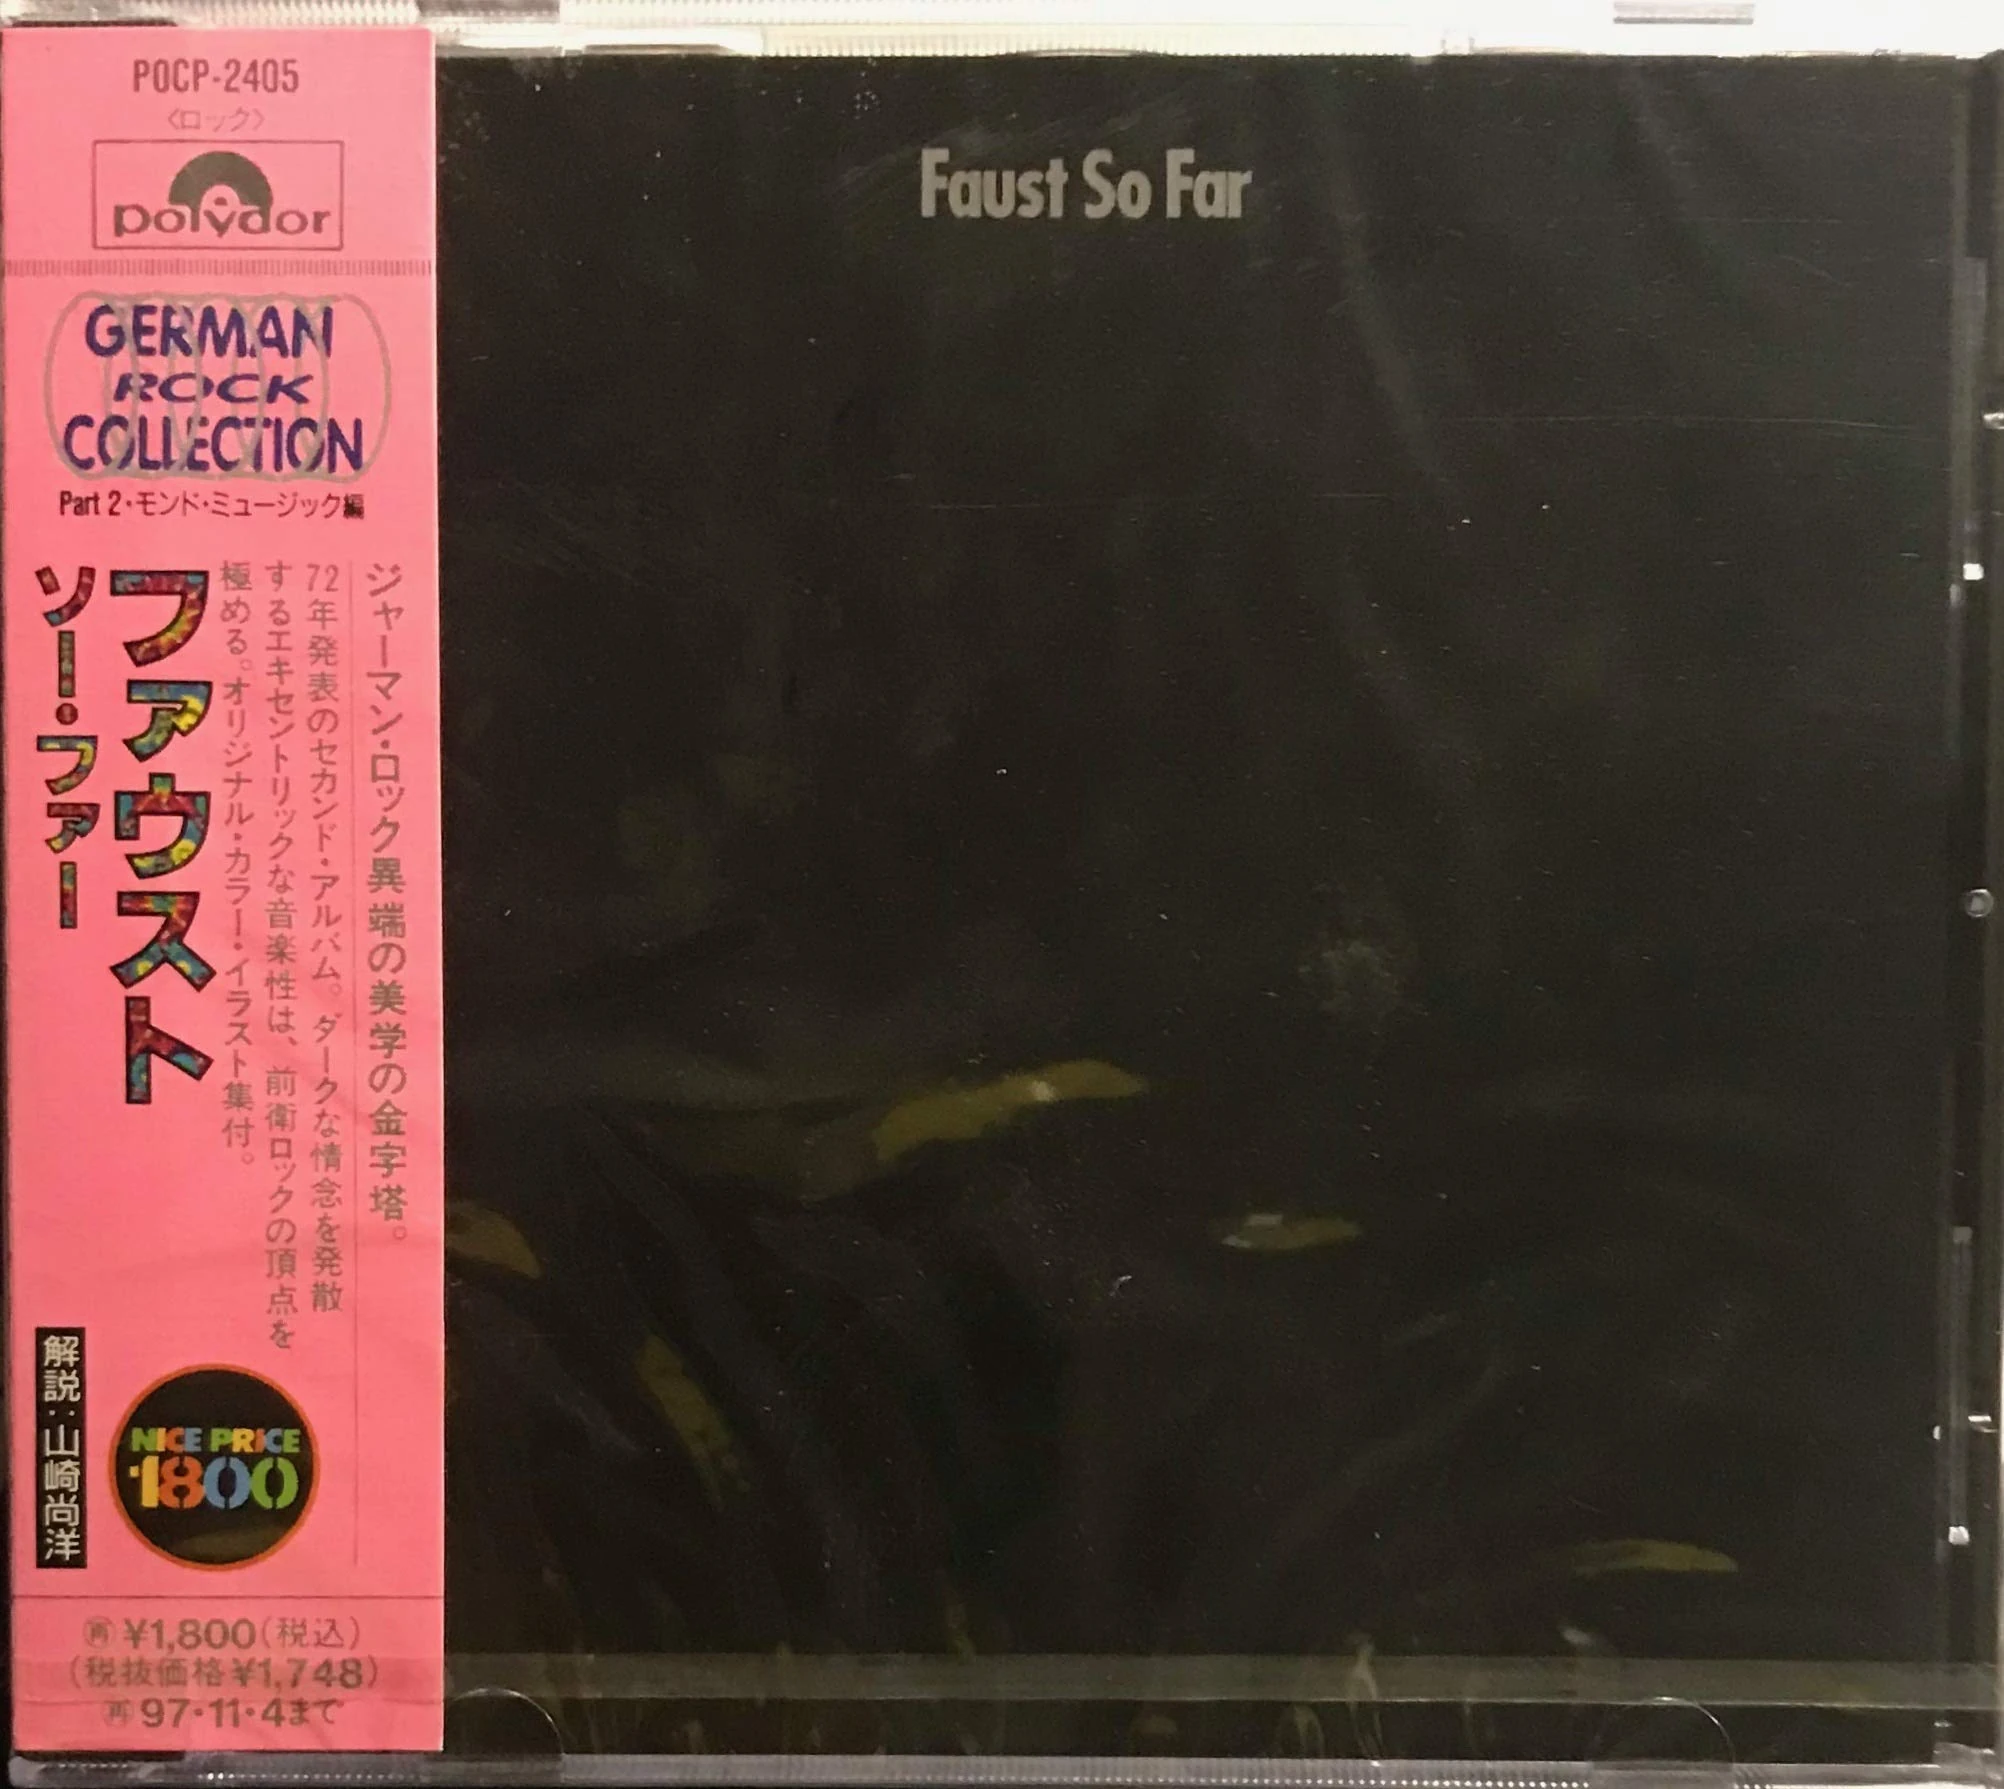 POCP-2405
〈ロック〉
polydor
GERMAN
ROCK
COLLECTION
Part 2・モンド・ミュージック編
ジャーマン・ロック異端の美学の金字塔。
72年発表のセカンド・アルバム。ダークな情念を発散
するエキセントリックな音楽性は、前衛ロックの頂点を
極める。オリジナル・カラー・イラスト集付。
ファウスト
ソー・ファー
解説:山崎尚洋
NICE PRICE
1800
再 ¥1,800(税込)
(税抜価格¥1,748)
再 97・11・4まで
Faust So Far